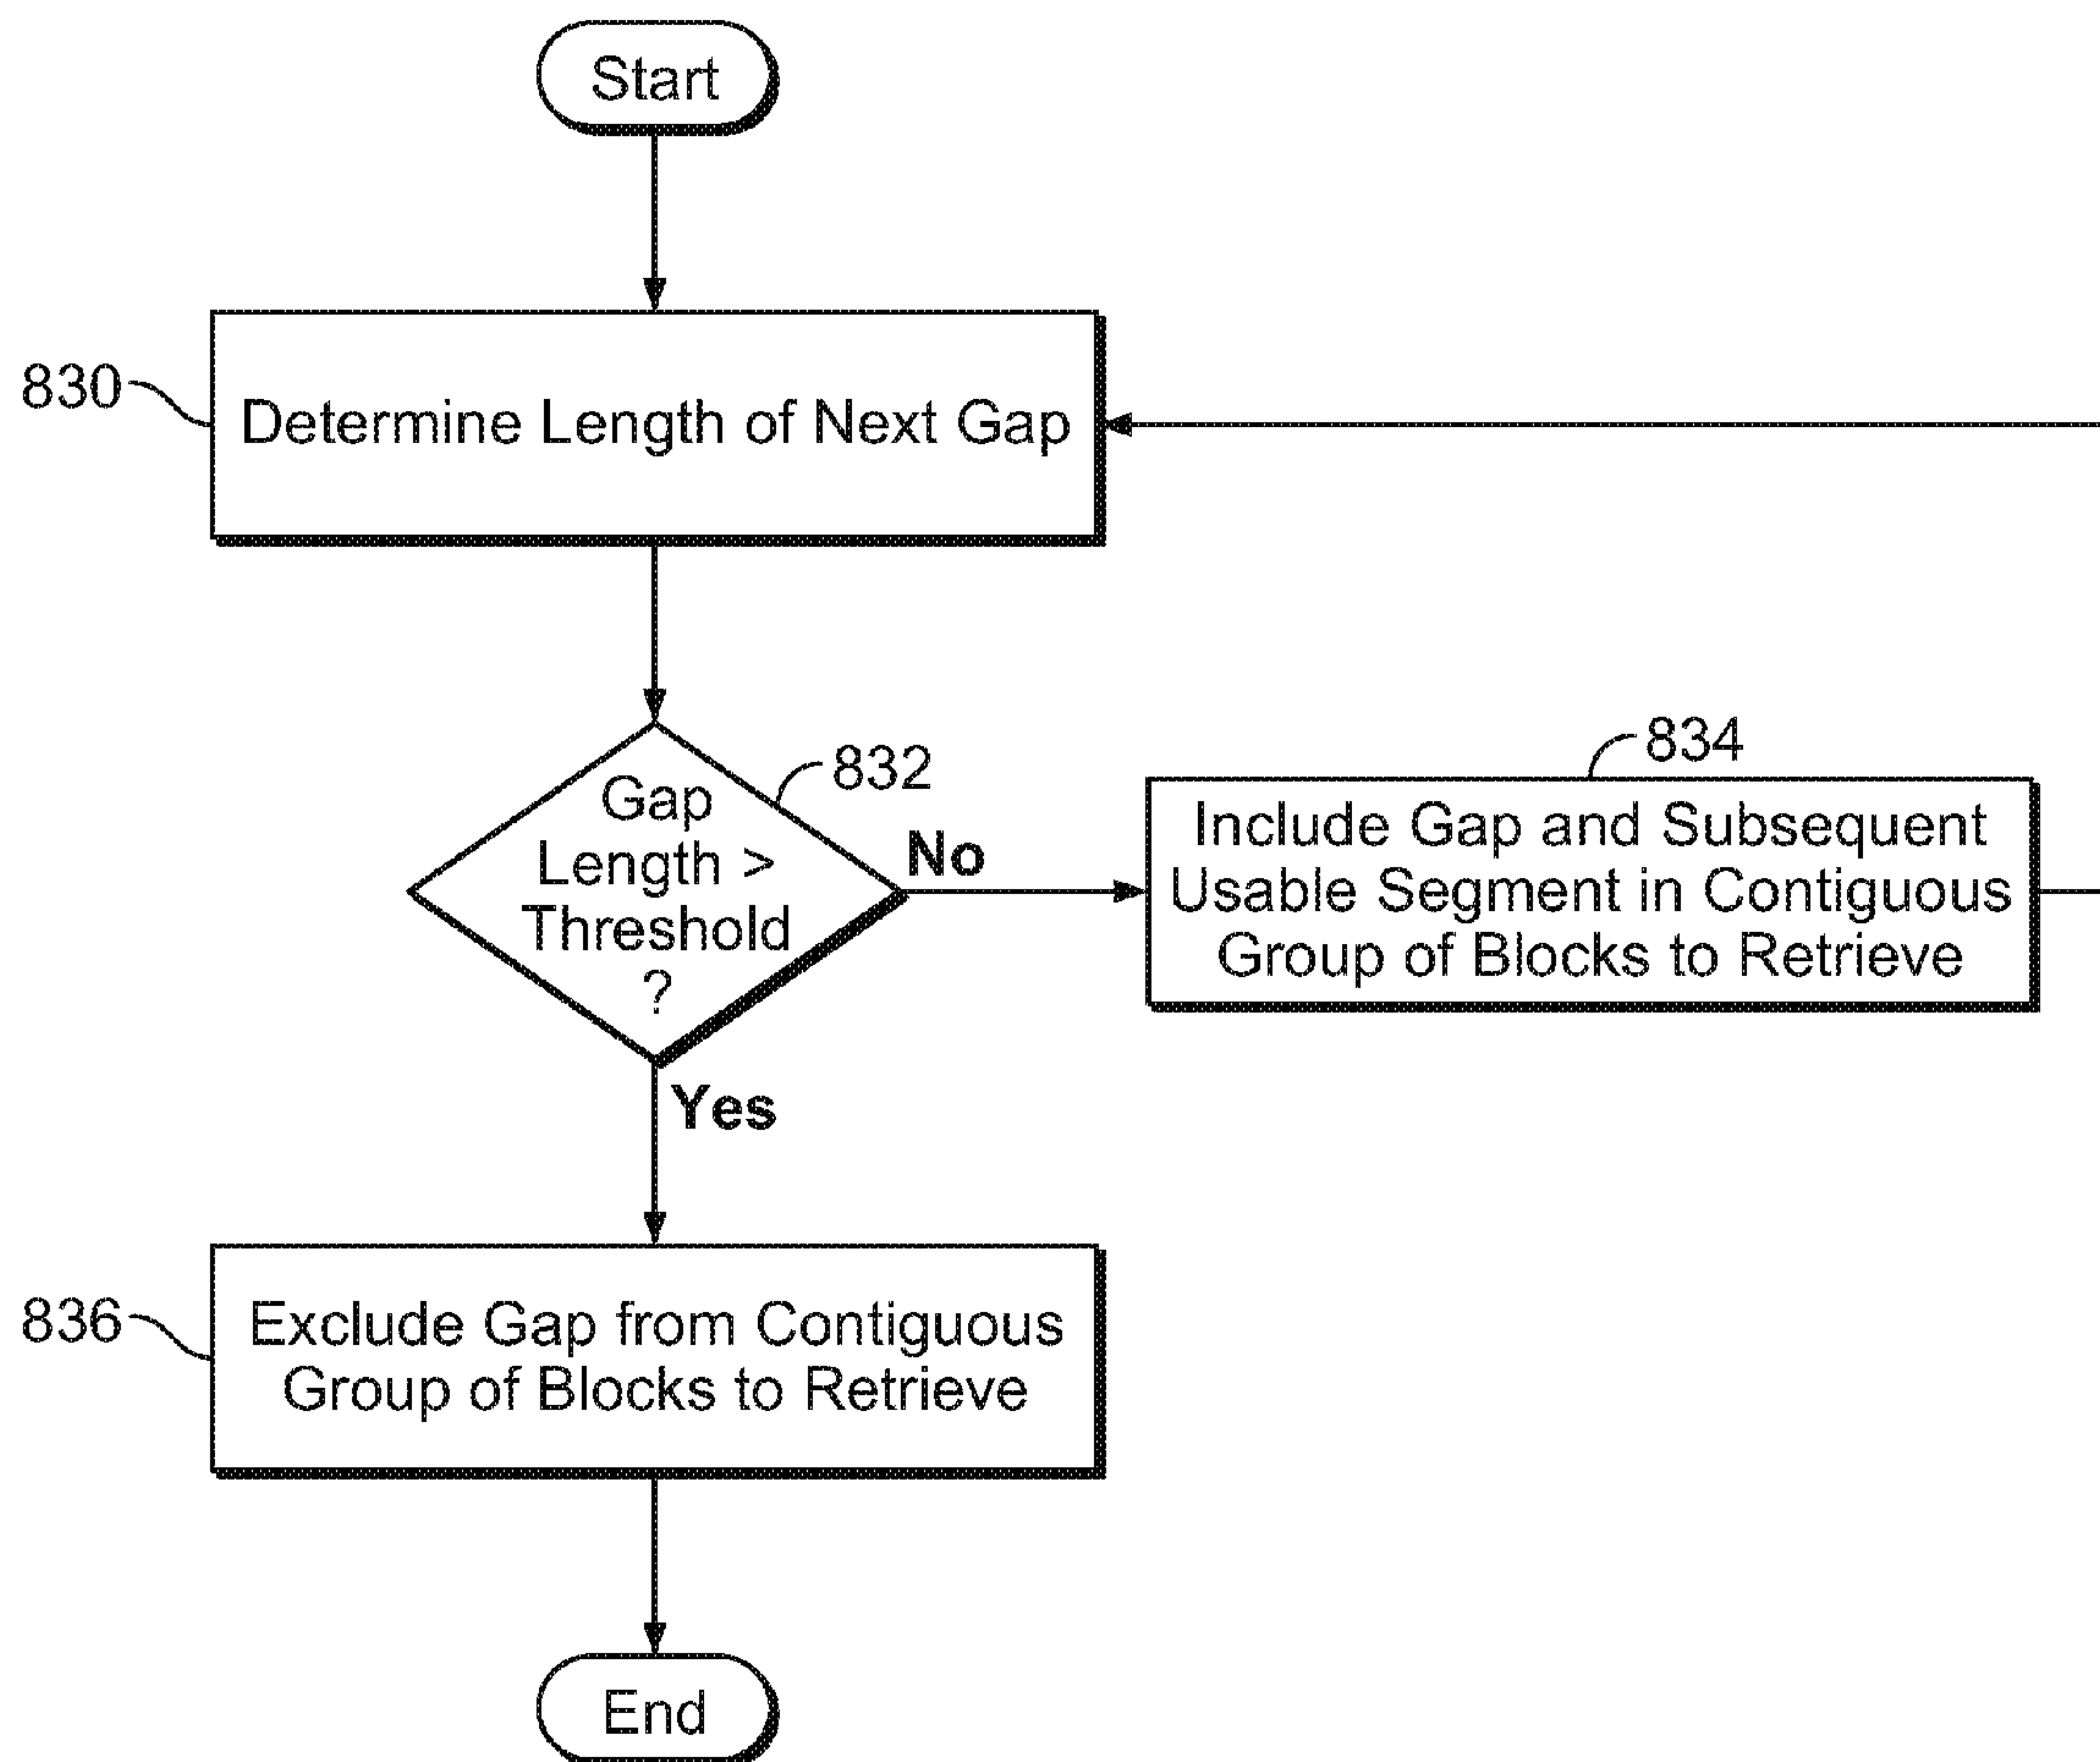 Start
830
Determine Length of Next Gap
832
Gap
Length >
Threshold
?
No
834
Include Gap and Subsequent
Usable Segment in Contiguous
Group of Blocks to Retrieve
Yes
836
Exclude Gap from Contiguous
Group of Blocks to Retrieve
End